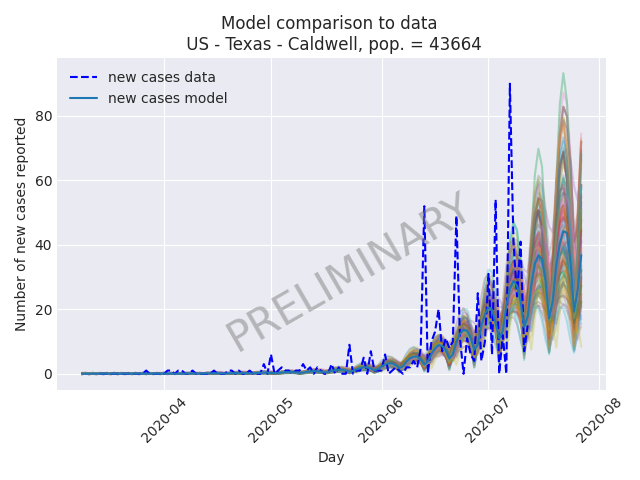 Model comparison to data
US - Texas - Caldwell, pop. = 43664
new cases data
new cases model
PRELIMINARY
Number of new cases reported
80
60
40
20
0
2020-04
2020-05
2020-06
2020-07
2020-08
Day